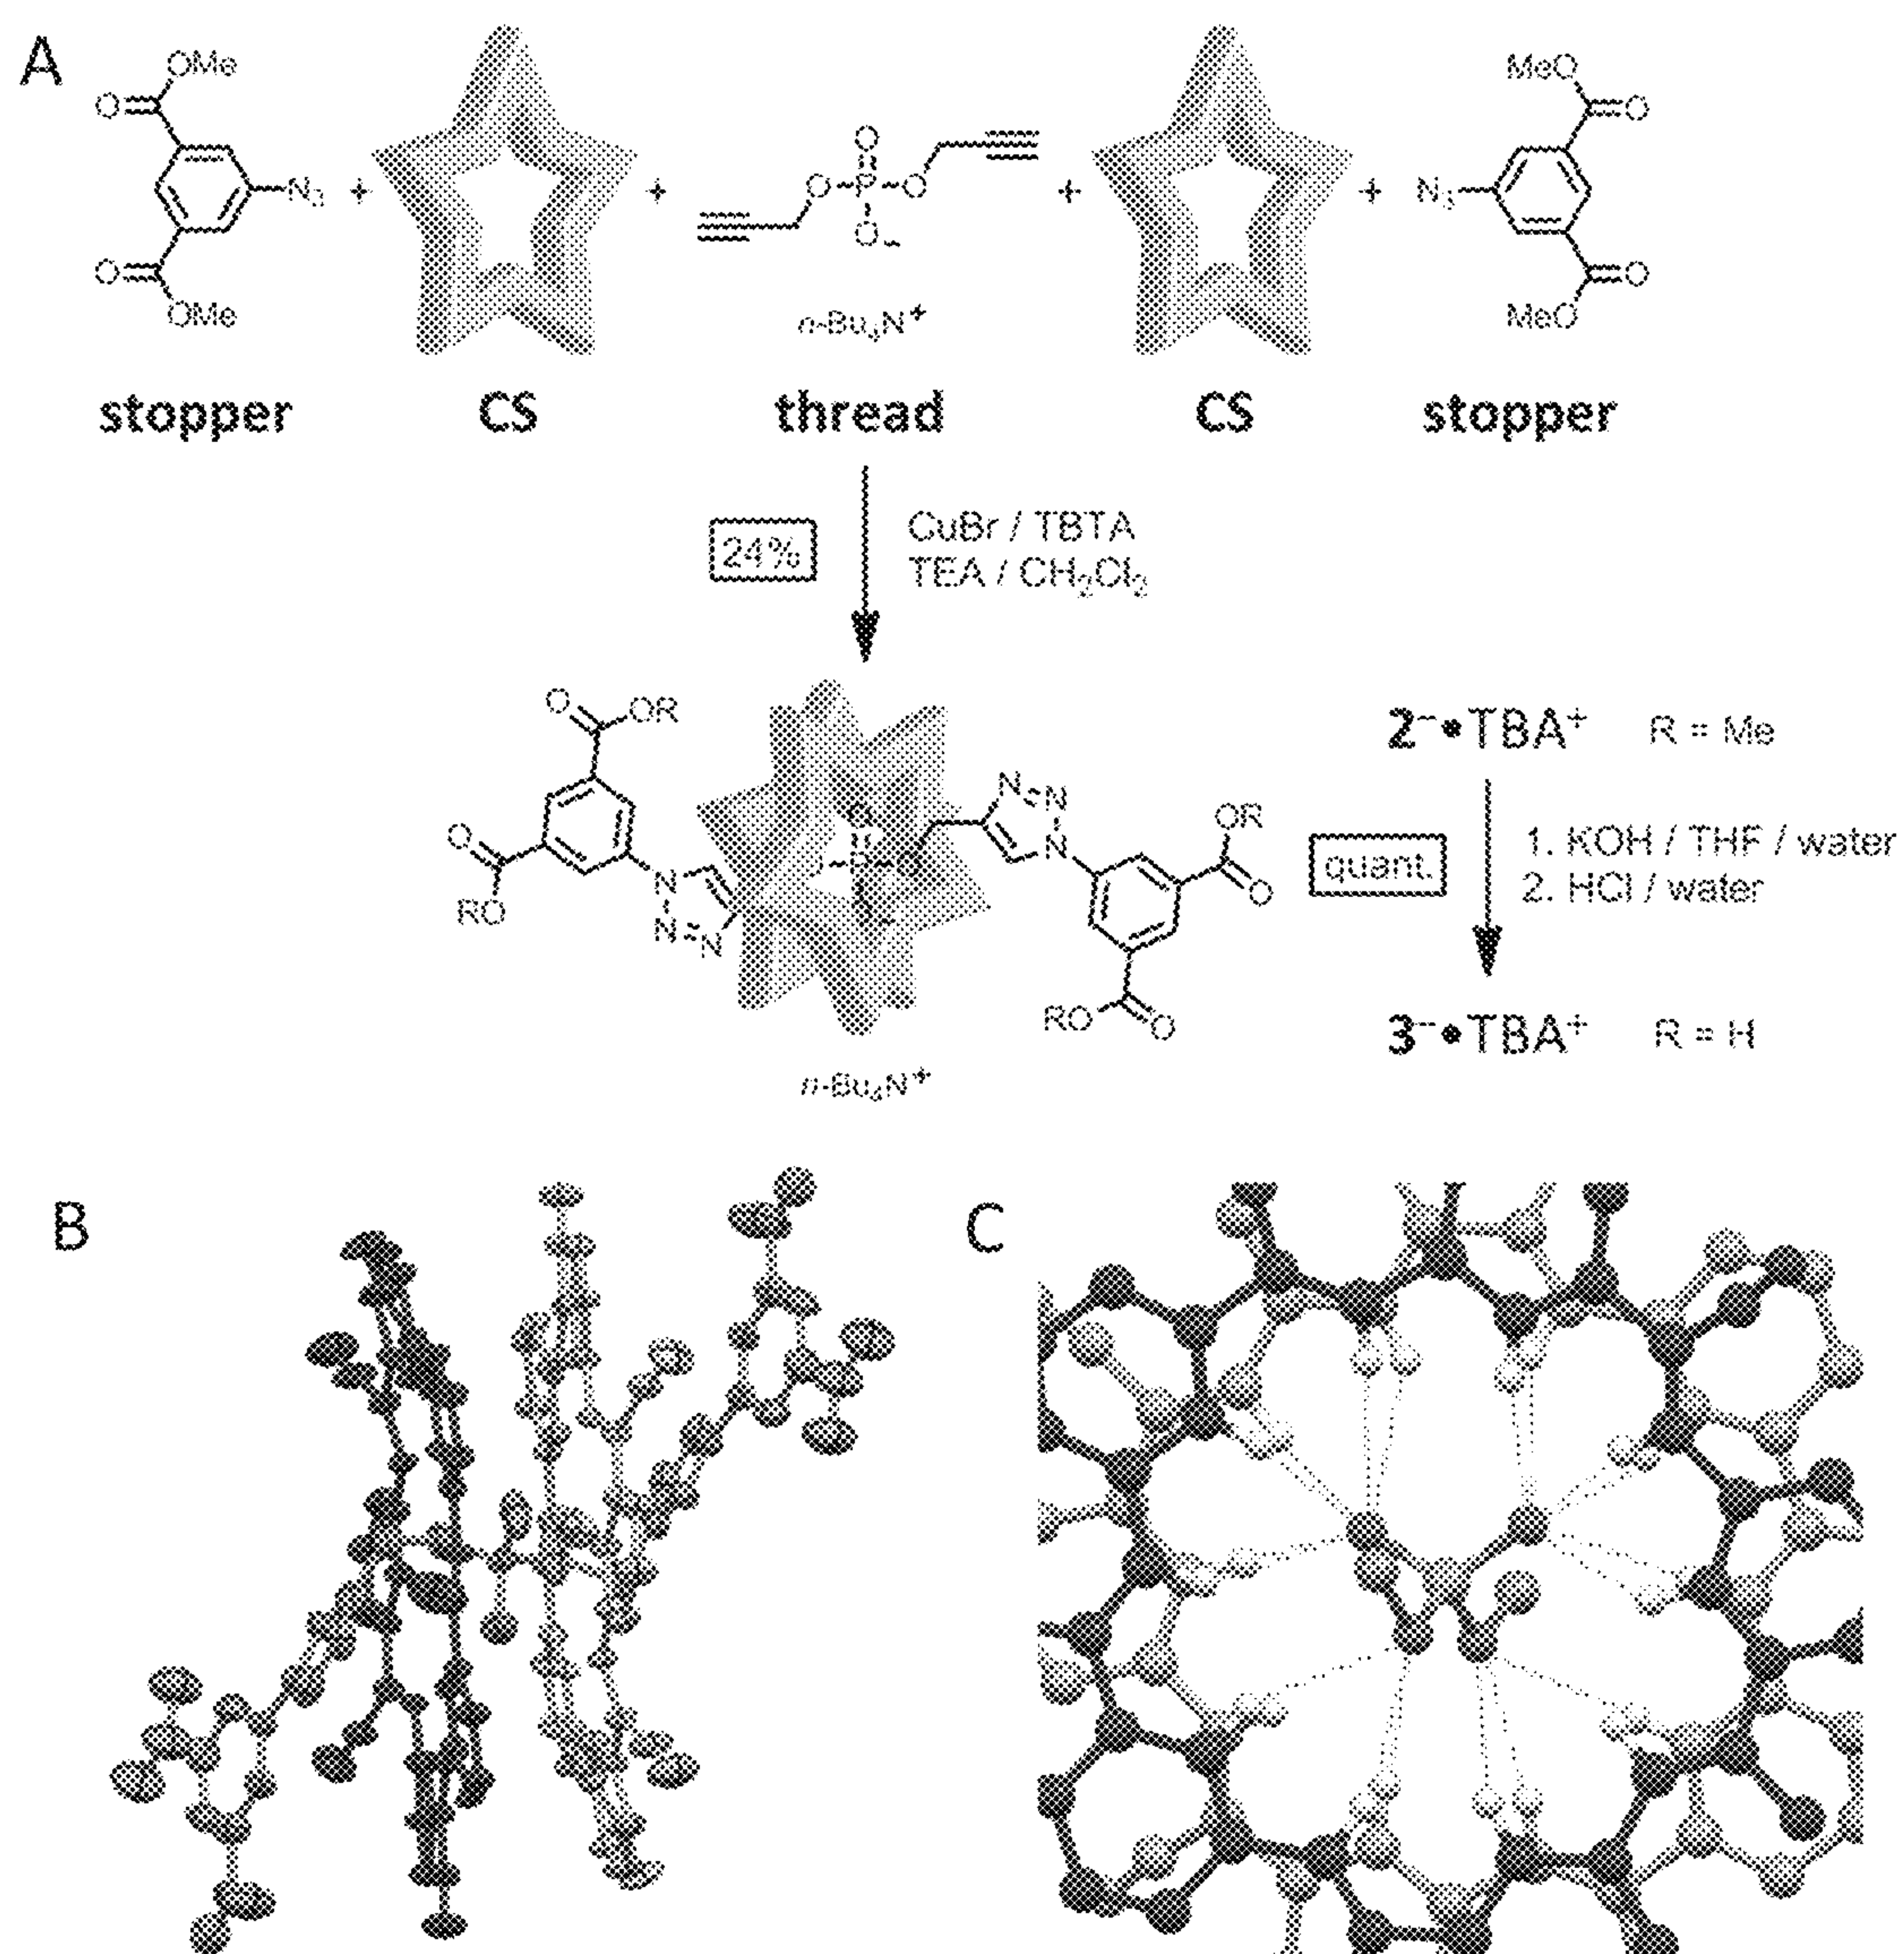 A
OMe
O
N₃
O
OMe
+
+
O
O-P-O
O-
n-Bu₄N⁺
+
+
MeO
O
N₃
O
MeO
stopper CS thread CS stopper
24%
CuBr / TBTA
TEA / CH₂Cl₂
O
OR
O
RO
N
N=N
O
P
O
N=N
N
OR
O
RO
O
n-Bu₄N⁺
2⁻•TBA⁺ R = Me
quant.
1. KOH / THF / water
2. HCl / water
3⁻•TBA⁺ R = H
B
C